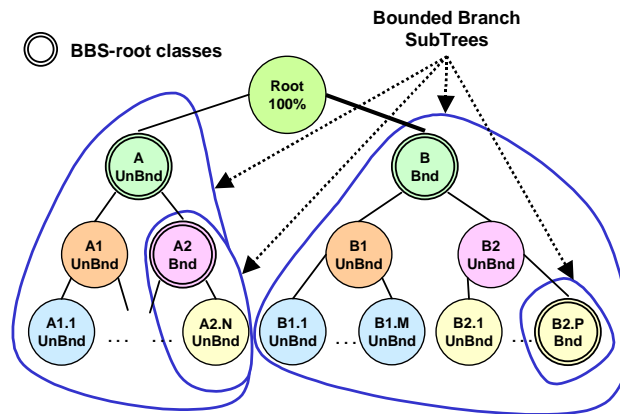 Bounded Branch
SubTrees
BBS-root classes
Root
100%
A
UnBnd
B
Bnd
A1
UnBnd
A2
Bnd
B1
UnBnd
B2
UnBnd
A1.1
UnBnd
... ...
A2.N
UnBnd
B1.1
UnBnd
...
B1.M
UnBnd
B2.1
UnBnd
...
B2.P
Bnd